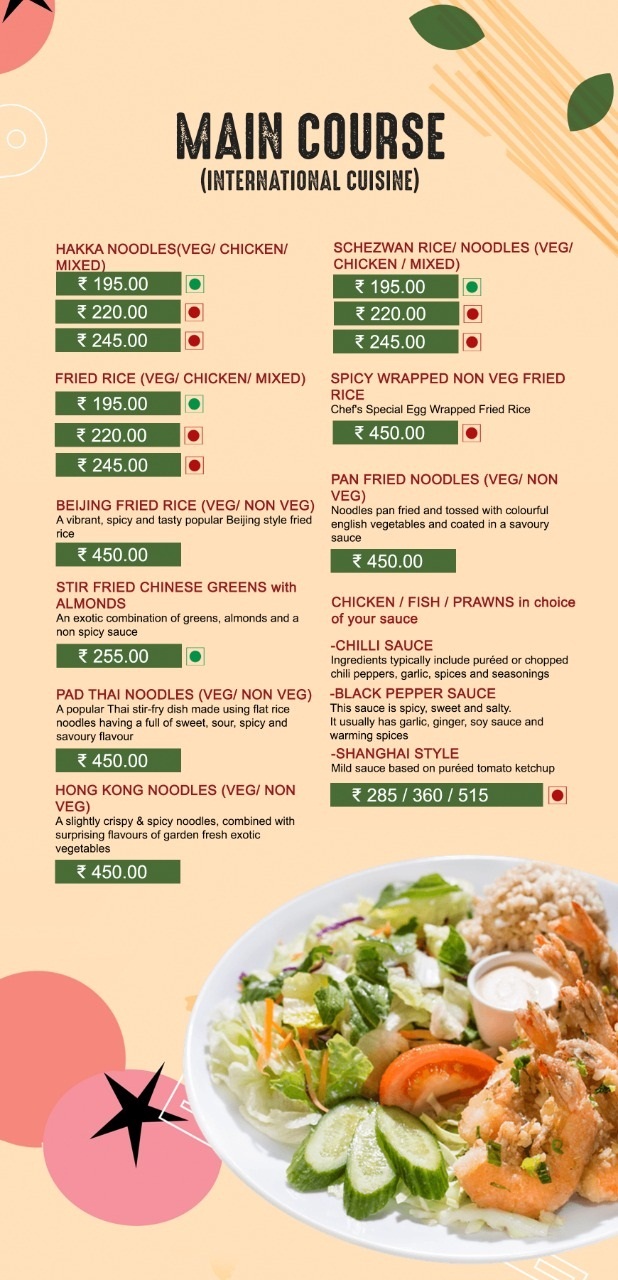 MAIN COURSE
(INTERNATIONAL CUISINE)
HAKKA NOODLES(VEG/ CHICKEN/
MIXED)
₹ 195.00
₹ 220.00
₹ 245.00
FRIED RICE (VEG/ CHICKEN/ MIXED)
₹ 195.00
₹ 220.00
₹ 245.00
BEIJING FRIED RICE (VEG/ NON VEG)
A vibrant, spicy and tasty popular Beijing style fried
rice
₹ 450.00
STIR FRIED CHINESE GREENS with
ALMONDS
An exotic combination of greens, almonds and a
non spicy sauce
₹ 255.00
PAD THAI NOODLES (VEG/ NON VEG)
A popular Thai stir-fry dish made using flat rice
noodles having a full of sweet, sour, spicy and
savoury flavour
₹ 450.00
HONG KONG NOODLES (VEG/ NON
VEG)
A slightly crispy & spicy noodles, combined with
surprising flavours of garden fresh exotic
vegetables
₹ 450.00
SCHEZWAN RICE/ NOODLES (VEG/
CHICKEN / MIXED)
₹ 195.00
₹ 220.00
₹ 245.00
SPICY WRAPPED NON VEG FRIED
RICE
Chef's Special Egg Wrapped Fried Rice
₹ 450.00
PAN FRIED NOODLES (VEG/ NON
VEG)
Noodles pan fried and tossed with colourful
english vegetables and coated in a savoury
sauce
₹ 450.00
CHICKEN / FISH / PRAWNS in choice
of your sauce
-CHILLI SAUCE
Ingredients typically include puréed or chopped
chili peppers, garlic, spices and seasonings
-BLACK PEPPER SAUCE
This sauce is spicy, sweet and salty.
It usually has garlic, ginger, soy sauce and
warming spices
-SHANGHAI STYLE
Mild sauce based on puréed tomato ketchup
₹ 285 / 360 / 515